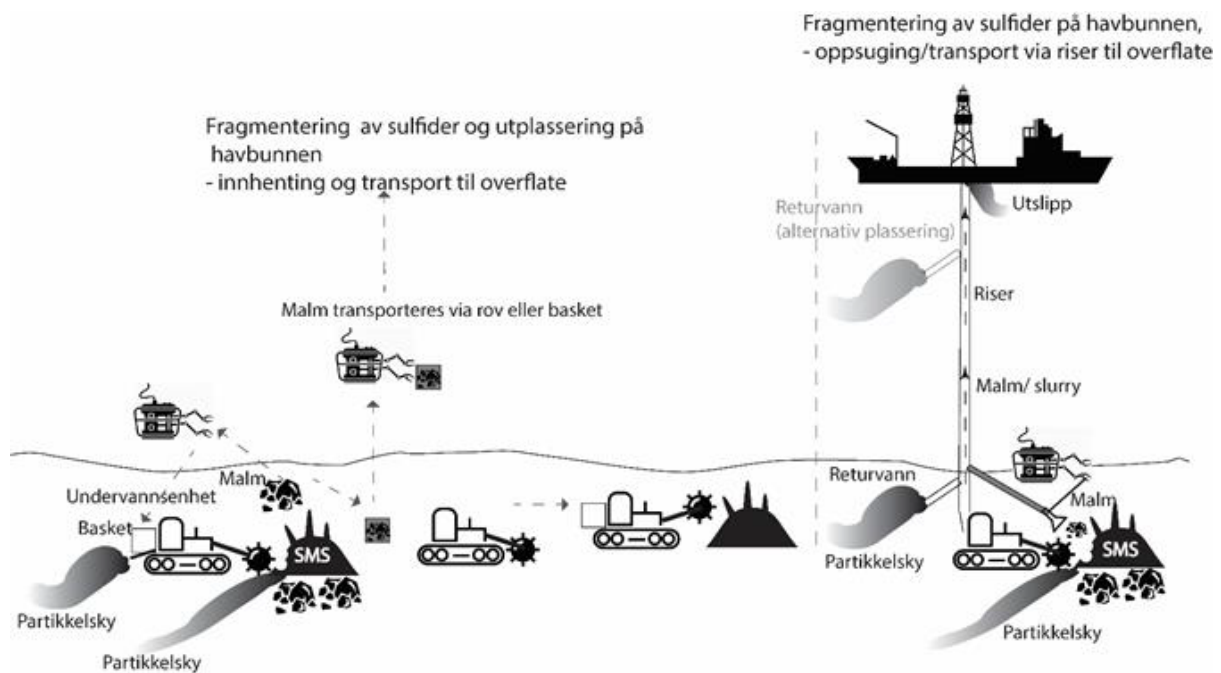 Fragmentering av sulfider på havbunnen,
- oppsuging/transport via riser til overflate
Fragmentering av sulfider og utplassering på
havbunnen
- innhenting og transport til overflate
Returvann
(alternativ plassering)
Utslipp
Riser
Malm transporteres via rov eller basket
Malm/ slurry
Malm
Undervannsenhet
Basket
SMS
Partikkelsky
Partikkelsky
Returvann
Malm
SMS
Partikkelsky
Partikkelsky